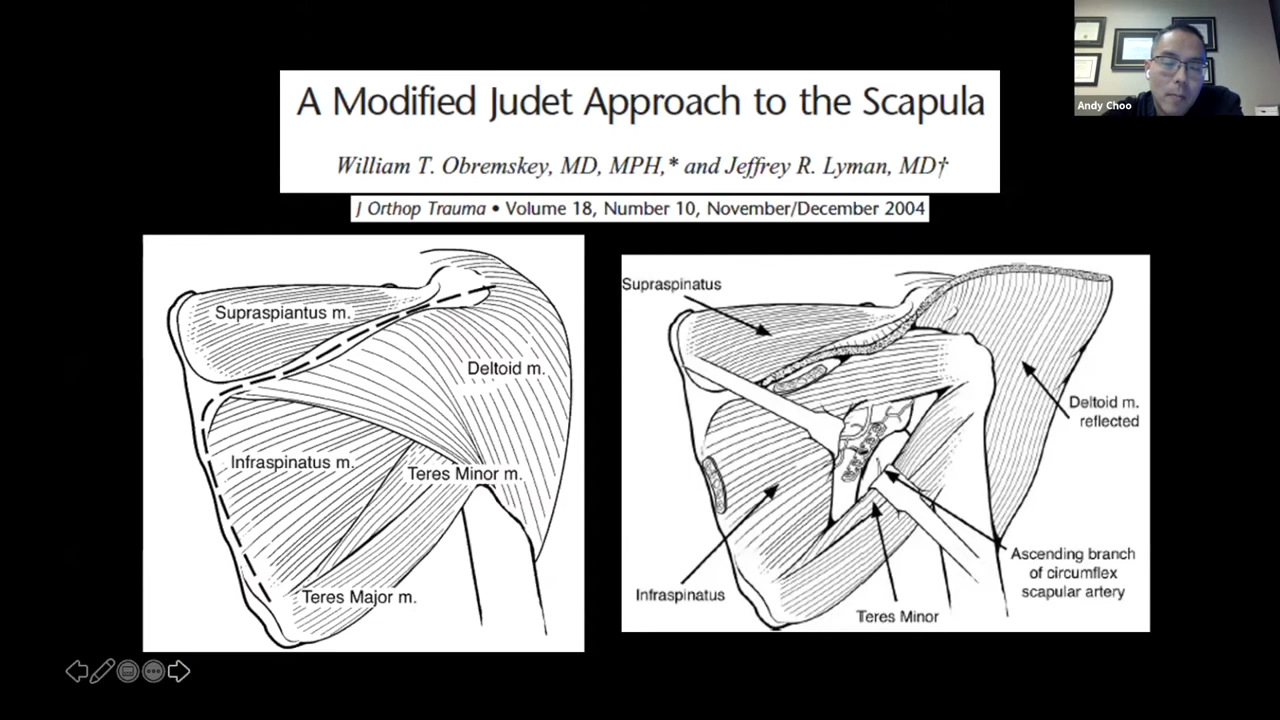 A Modified Judet Approach to the Scapula
William T. Obremskey, MD, MPH,* and Jeffrey R. Lyman, MD†
J Orthop Trauma • Volume 18, Number 10, November/December 2004
Andy Choo
Supraspiantus m.
Deltoid m.
Infraspinatus m.
Teres Minor m.
Teres Major m.
Supraspinatus
Deltoid m.
reflected
Ascending branch
of circumflex
scapular artery
Infraspinatus
Teres Minor